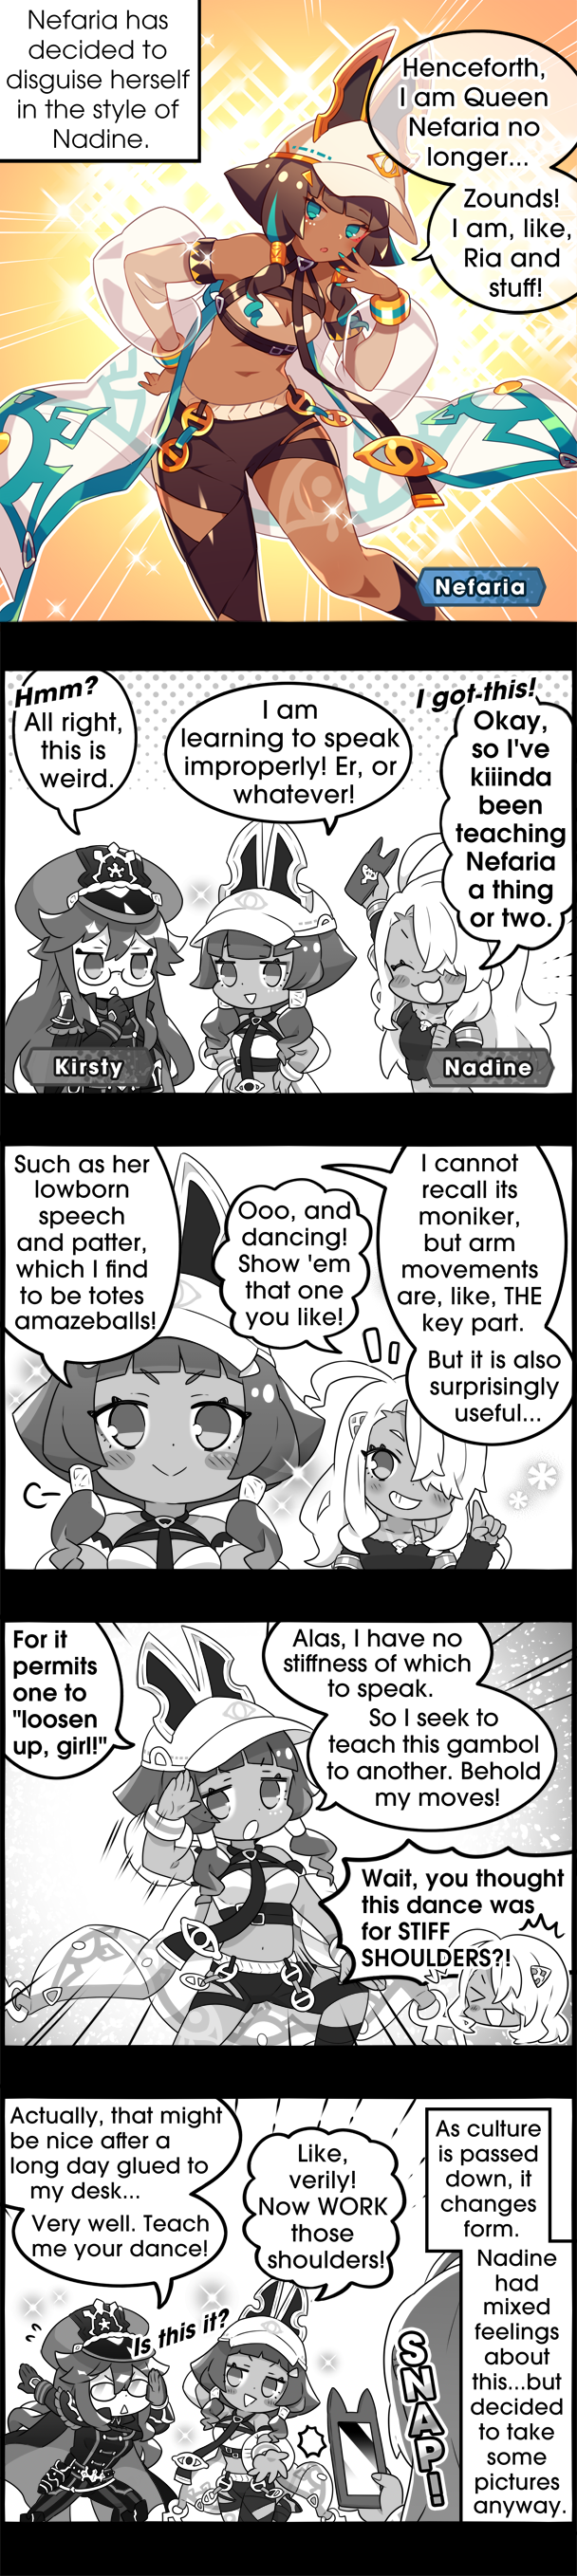 Nefaria has
decided to
disguise herself
in the style of
Nadine.
Henceforth,
I am Queen
Nefaria no
longer...
Zounds!
I am, like,
Ria and
stuff!
Nefaria
Hmm?
All right,
this is
weird.
I am
learning to speak
improperly! Er, or
whatever!
I got this!
Okay,
so I've
kiiinda
been
teaching
Nefaria
a thing
or two.
Kirsty
Nadine
Such as her
lowborn
speech
and patter,
which I find
to be totes
amazeballs!
Ooo, and
dancing!
Show 'em
that one
you like!
I cannot
recall its
moniker,
but arm
movements
are, like, THE
key part.
But it is also
surprisingly
useful...
For it
permits
one to
"loosen
up, girl!"
Alas, I have no
stiffness of which
to speak.
So I seek to
teach this gambol
to another. Behold
my moves!
Wait, you thought
this dance was
for STIFF
SHOULDERS?!
Actually, that might
be nice after a
long day glued to
my desk...
Very well. Teach
me your dance!
Is this it?
Like,
verily!
Now WORK
those
shoulders!
SNAP!
As culture
is passed
down, it
changes
form.
Nadine
had
mixed
feelings
about
this...but
decided
to take
some
pictures
anyway.